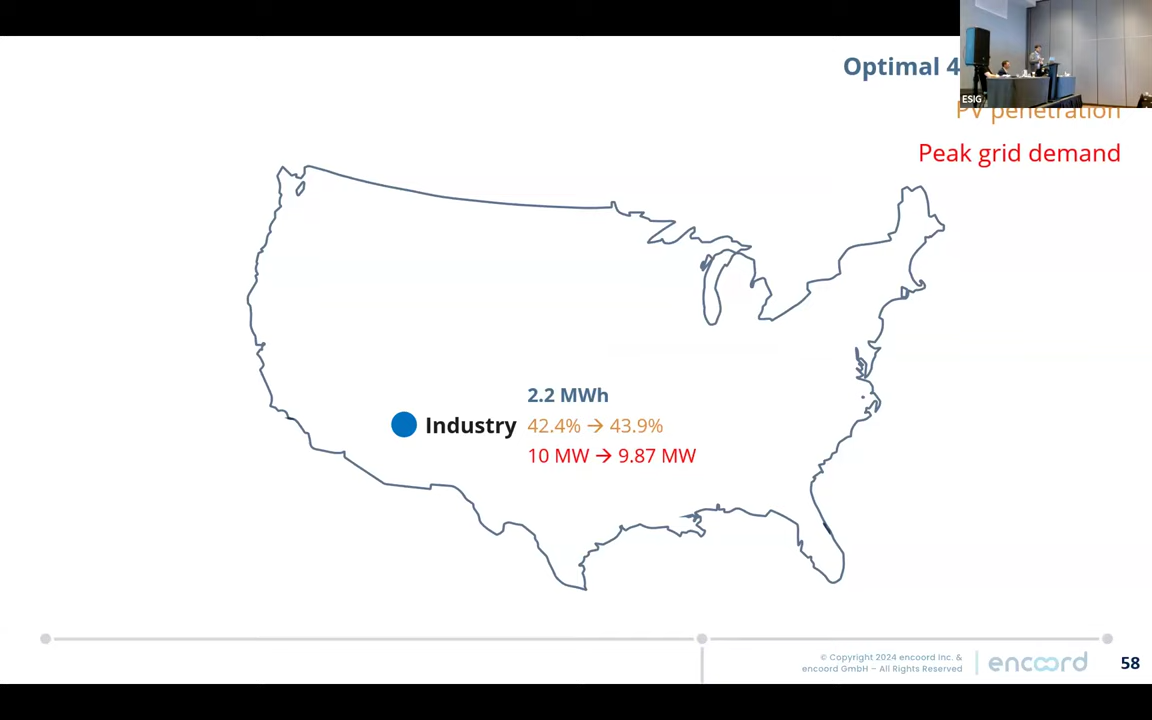 Optimal 4
ESIG
PV penetration
Peak grid demand
2.2 MWh
Industry 42.4% → 43.9%
10 MW → 9.87 MW
© Copyright 2024 encoord Inc. &
encoord GmbH – All Rights Reserved
encoord
58